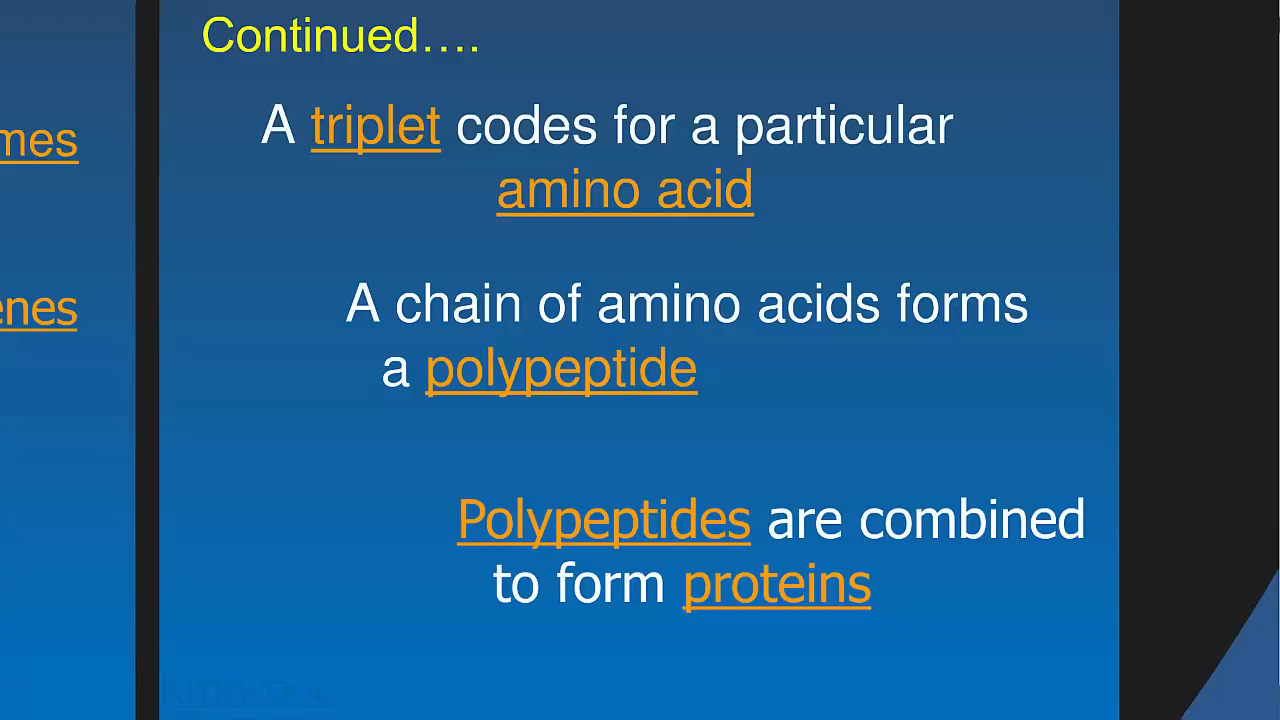 Continued….
mes
A triplet codes for a particular
amino acid
A chain of amino acids forms
enes
a polypeptide
Polypeptides are combined
to form proteins